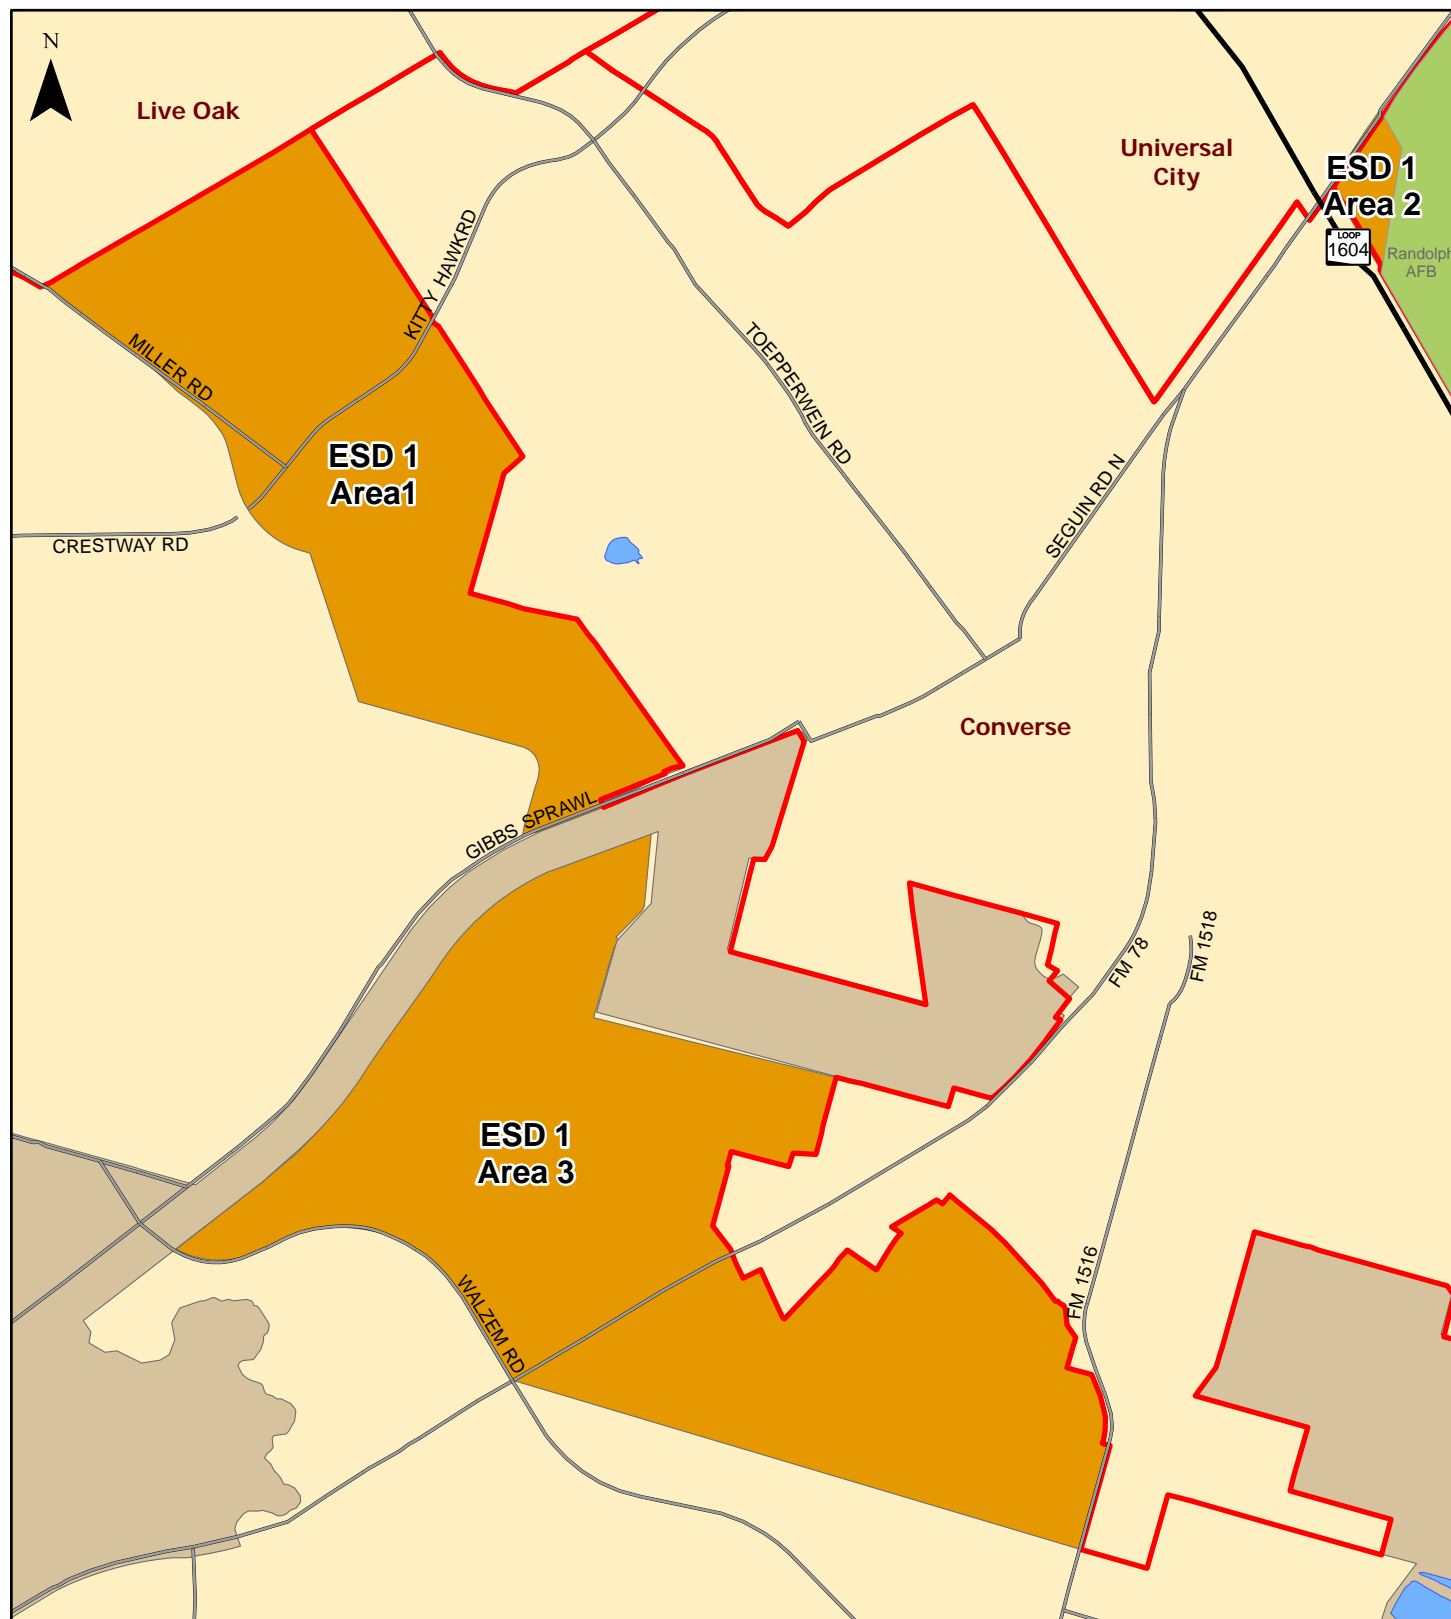 N
Live Oak
Universal
City
ESD 1
Area 2
LOOP
1604
Randolph
AFB
KITTY HAWKRD
MILLER RD
TOEPPERWEIN RD
ESD 1
Area1
SEGUIN RD N
CRESTWAY RD
Converse
GIBBS SPRAWL
FM 78
FM 1518
ESD 1
Area 3
FM 1516
WALZEM RD